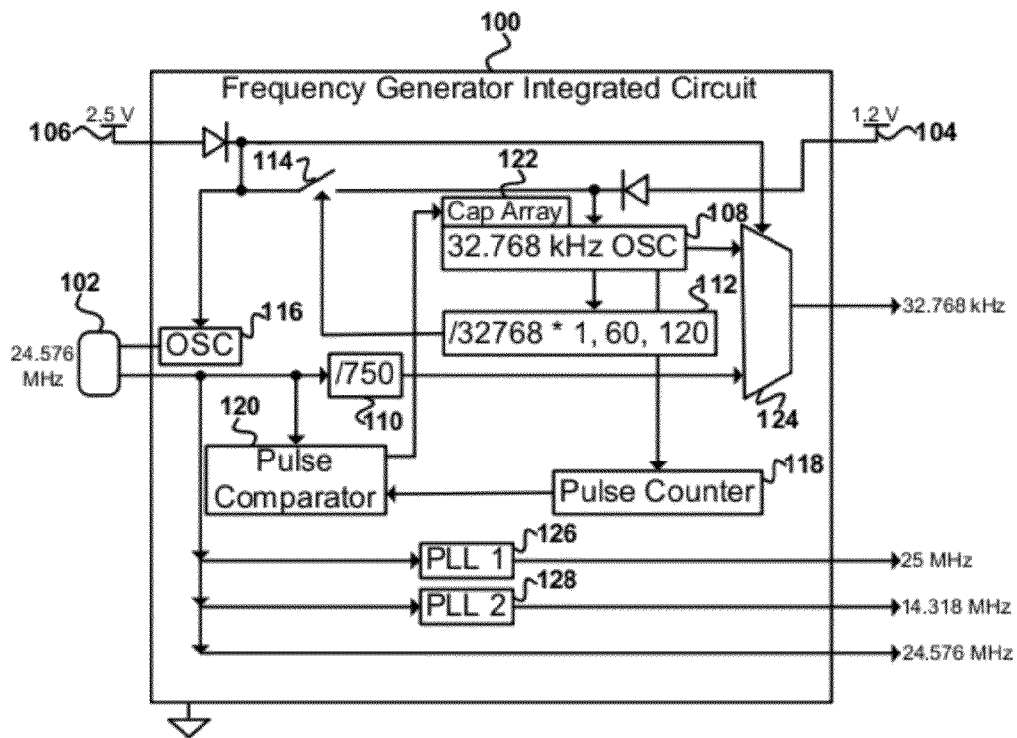 100
Frequency Generator Integrated Circuit
2.5 V
106
1.2 V
104
114
122
Cap Array
108
32.768 kHz OSC
102
116
112
32.768 kHz
OSC
/32768 * 1, 60, 120
24.576
MHz
/750
110
124
120
Pulse
Comparator
118
Pulse Counter
126
PLL 1
25 MHz
128
PLL 2
14.318 MHz
24.576 MHz